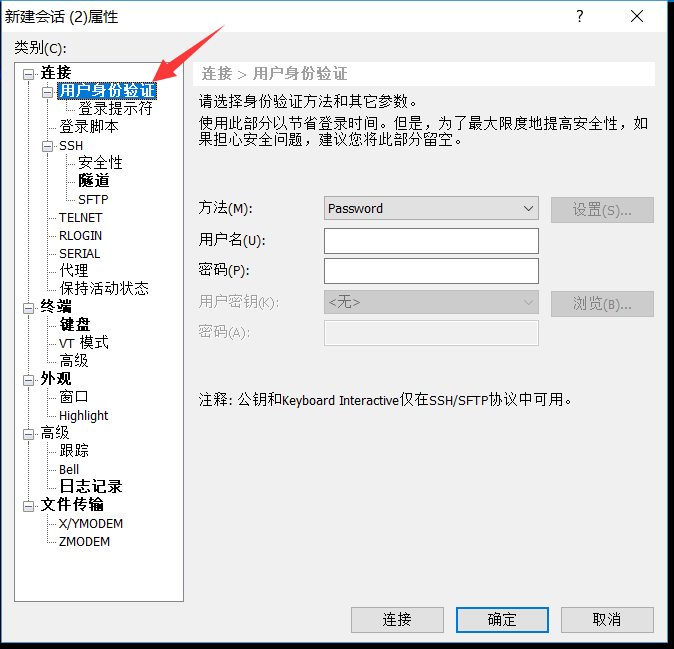 新建会话 (2)属性
?
类别(C):
连接
用户身份验证
登录提示符
登录脚本
SSH
安全性
隧道
SFTP
TELNET
RLOGIN
SERIAL
代理
保持活动状态
终端
键盘
VT 模式
高级
外观
窗口
Highlight
高级
跟踪
Bell
日志记录
文件传输
X/YMODEM
ZMODEM
连接 > 用户身份验证
请选择身份验证方法和其它参数。
使用此部分以节省登录时间。但是，为了最大限度地提高安全性，如
果担心安全问题，建议您将此部分留空。
方法(M):
Password
设置(S)...
用户名(U):
密码(P):
用户密钥(K):
<无>
浏览(B)...
密码(A):
注释: 公钥和Keyboard Interactive仅在SSH/SFTP协议中可用。
连接
确定
取消